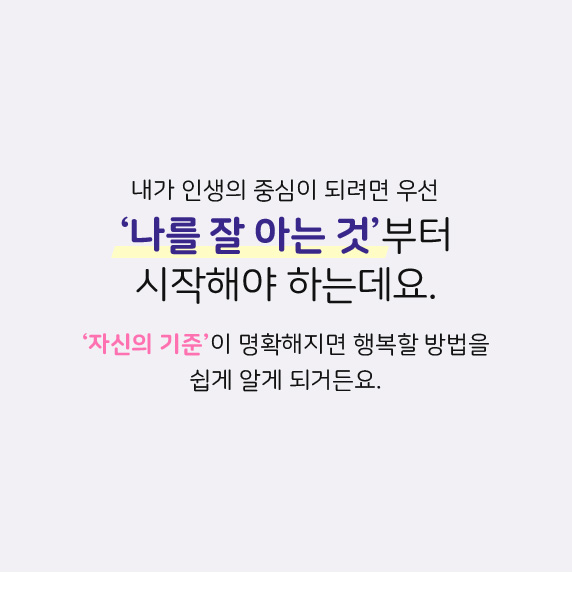 내가 인생의 중심이 되려면 우선
‘나를 잘 아는 것’부터
시작해야 하는데요.
‘자신의 기준’이 명확해지면 행복할 방법을
쉽게 알게 되거든요.